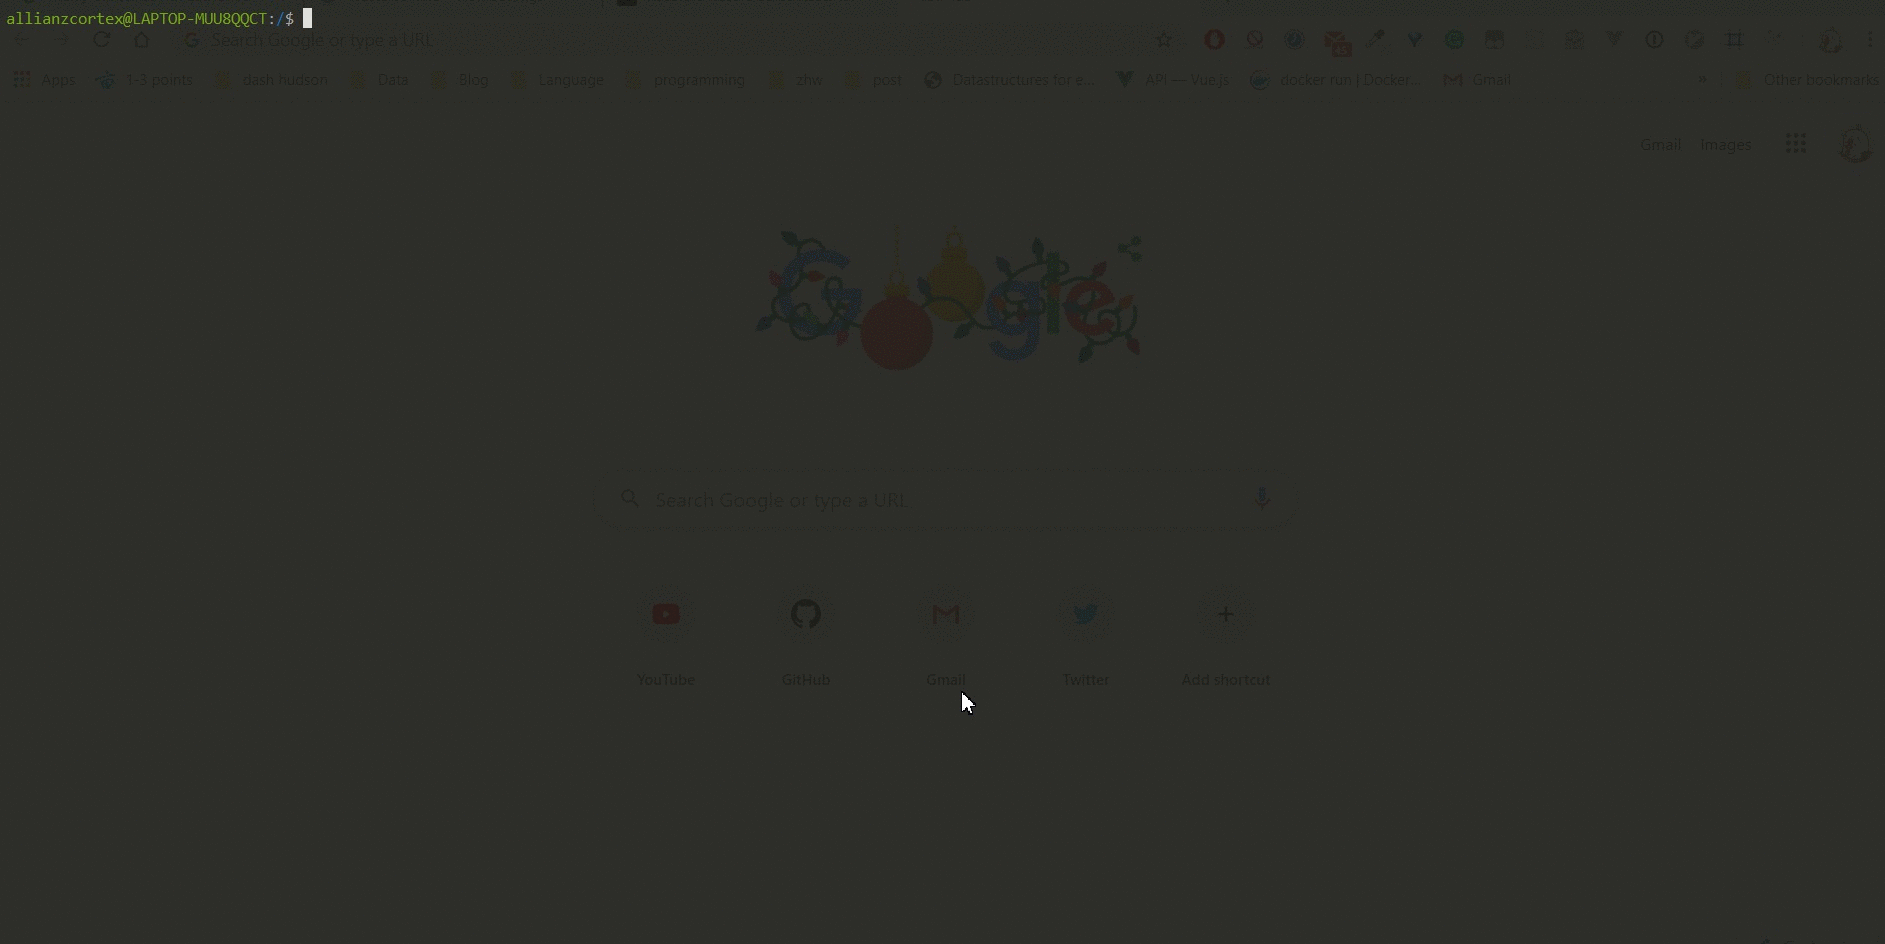 allianzcortex@LAPTOP-MUU8QQCT:/$
Search Google or type a URL
Apps 1-3 points dash hudson Data Blog Language programming zhw post Datastructures for e... API — Vue.js docker run | Docker... Gmail » Other bookmarks
Gmail Images
Google
Search Google or type a URL
YouTube GitHub Gmail Twitter Add shortcut